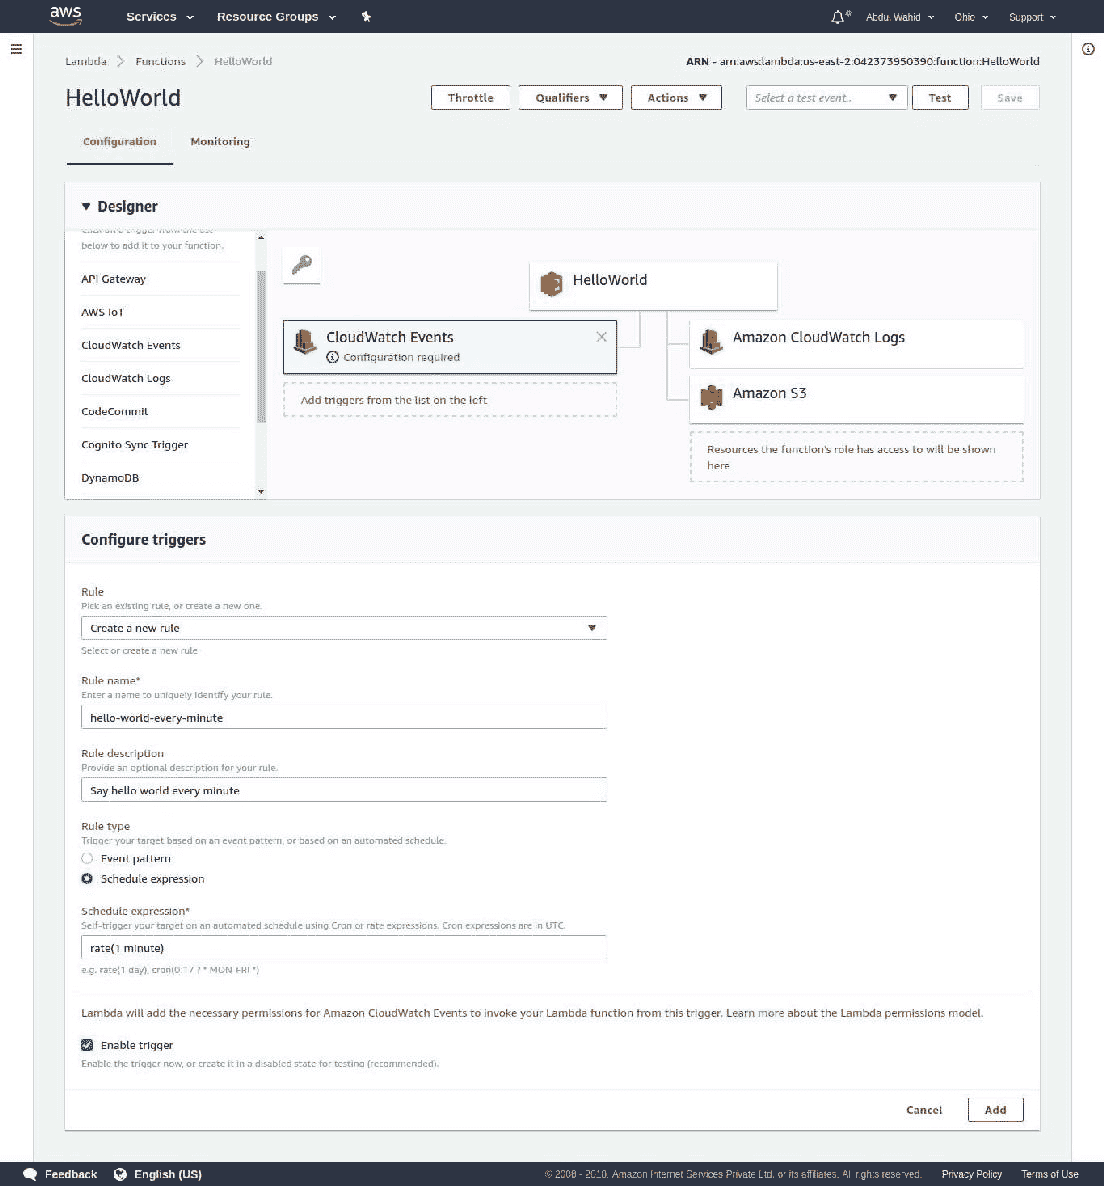 aws Services Resource Groups Abdul Wahid Ohio Support
Lambda Functions HelloWorld ARN - arn:aws:lambda:us-east-2:042373950390:function:HelloWorld
HelloWorld Throttle Qualifiers Actions Select a test event.. Test Save
Configuration Monitoring
Designer
below to add it to your function.
API Gateway
AWS IoT
CloudWatch Events
CloudWatch Logs
CodeCommit
Cognito Sync Trigger
DynamoDB
HelloWorld
CloudWatch Events
Configuration required
Add triggers from the list on the left
Amazon CloudWatch Logs
Amazon S3
Resources the function's role has access to will be shown
here
Configure triggers
Rule
Pick an existing rule, or create a new one.
Create a new rule
Select or create a new rule
Rule name*
Enter a name to uniquely identify your rule.
hello-world-every-minute
Rule description
Provide an optional description for your rule.
Say hello world every minute
Rule type
Trigger your target based on an event pattern, or based on an automated schedule.
Event pattern
Schedule expression
Schedule expression*
Self-trigger your target on an automated schedule using Cron or rate expressions. Cron expressions are in UTC.
rate(1 minute)
e.g. rate(1 day), cron(0 17 ? * MON-FRI *)
Lambda will add the necessary permissions for Amazon CloudWatch Events to invoke your Lambda function from this trigger. Learn more about the Lambda permissions model.
Enable trigger
Enable the trigger now, or create it in a disabled state for testing (recommended).
Cancel Add
Feedback English (US) © 2008 - 2018, Amazon Internet Services Private Ltd. or its affiliates. All rights reserved. Privacy Policy Terms of Use